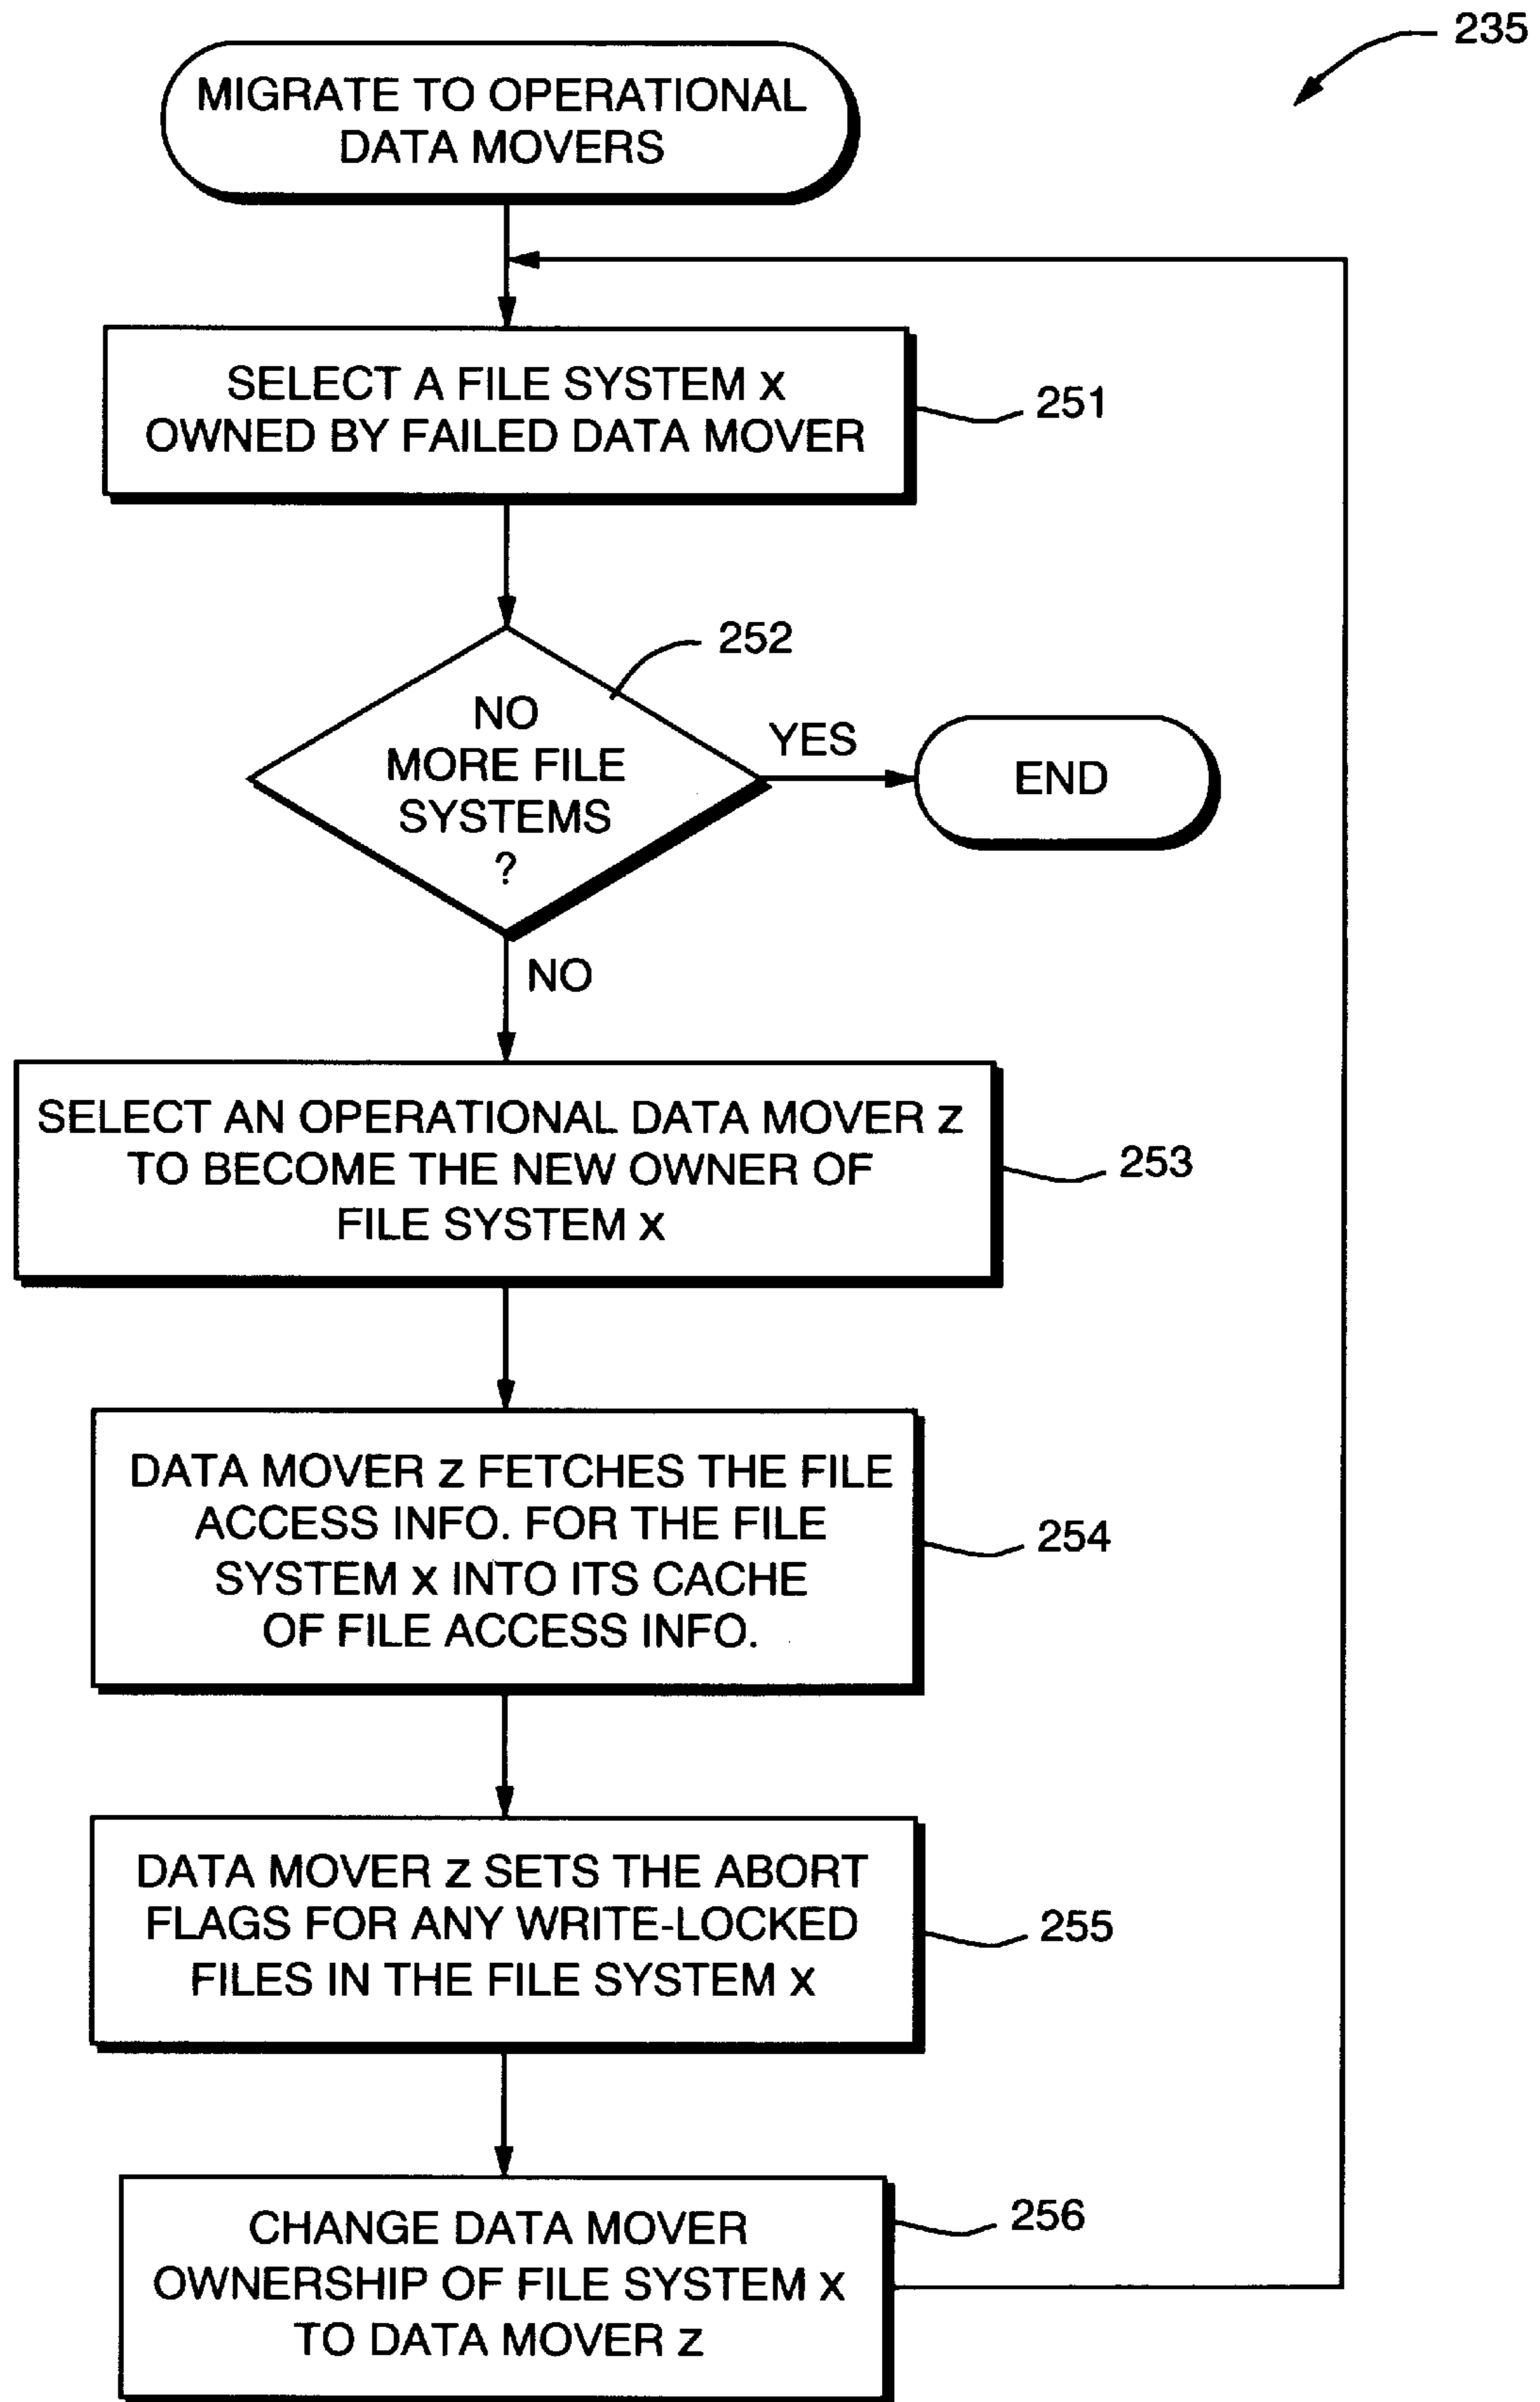 235
MIGRATE TO OPERATIONAL
DATA MOVERS
SELECT A FILE SYSTEM X
OWNED BY FAILED DATA MOVER
251
252
NO
MORE FILE
SYSTEMS
?
YES
END
NO
SELECT AN OPERATIONAL DATA MOVER Z
TO BECOME THE NEW OWNER OF
FILE SYSTEM X
253
DATA MOVER Z FETCHES THE FILE
ACCESS INFO. FOR THE FILE
SYSTEM X INTO ITS CACHE
OF FILE ACCESS INFO.
254
DATA MOVER Z SETS THE ABORT
FLAGS FOR ANY WRITE-LOCKED
FILES IN THE FILE SYSTEM X
255
CHANGE DATA MOVER
OWNERSHIP OF FILE SYSTEM X
TO DATA MOVER Z
256